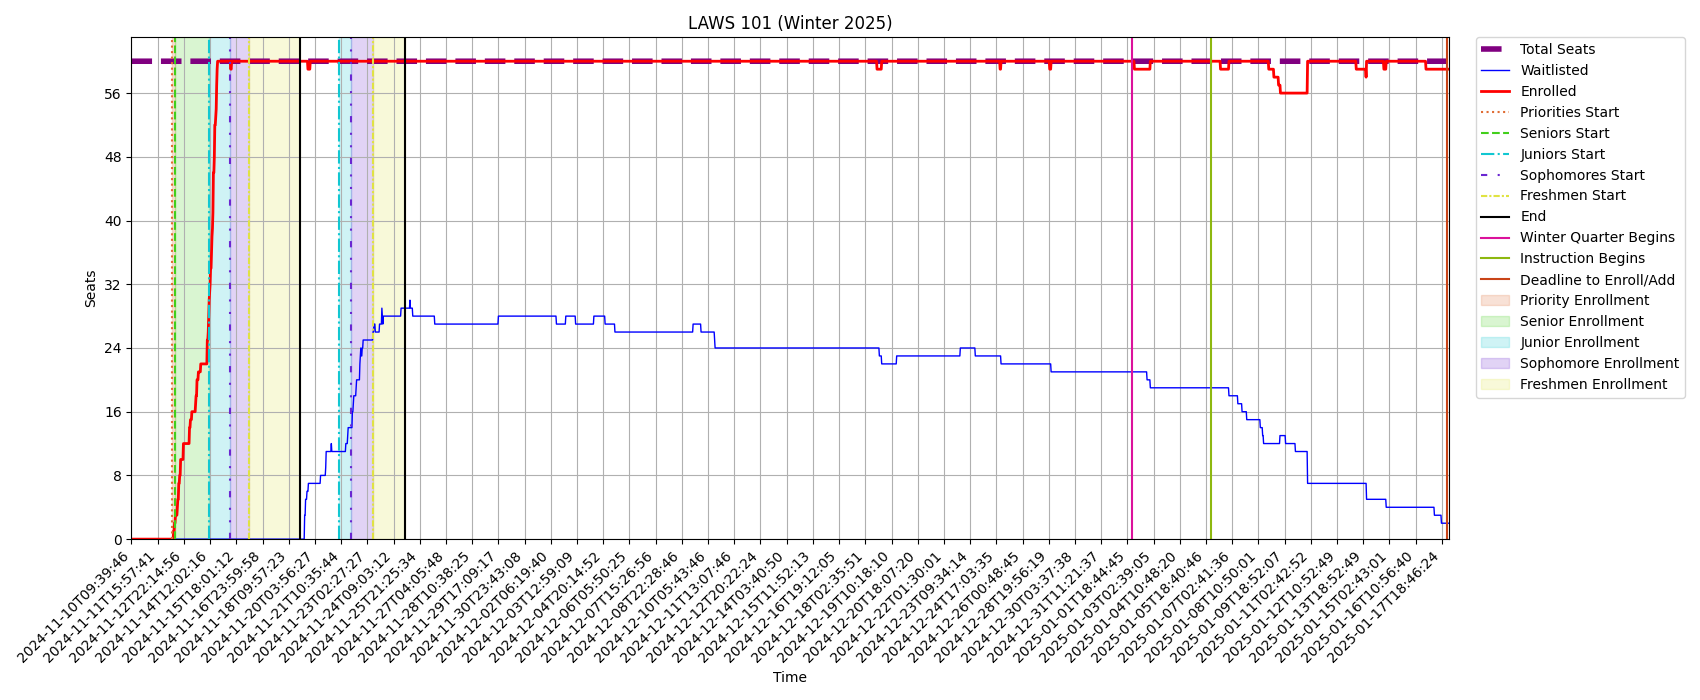 LAWS 101 (Winter 2025)
Seats
56
48
40
32
24
16
8
0
2024-11-10T09:39:46
2024-11-11T15:57:41
2024-11-12T22:14:56
2024-11-14T12:02:16
2024-11-15T18:01:12
2024-11-16T23:59:58
2024-11-18T09:57:23
2024-11-20T03:56:27
2024-11-21T10:35:44
2024-11-23T02:27:27
2024-11-24T09:03:12
2024-11-25T21:25:34
2024-11-27T04:05:48
2024-11-28T10:38:25
2024-11-29T17:09:17
2024-11-30T23:43:08
2024-12-02T06:19:40
2024-12-03T12:59:09
2024-12-04T20:14:52
2024-12-06T05:50:25
2024-12-07T15:26:56
2024-12-08T22:28:46
2024-12-10T05:43:46
2024-12-11T13:07:46
2024-12-12T20:22:24
2024-12-14T03:40:50
2024-12-15T11:52:13
2024-12-16T19:12:05
2024-12-18T02:35:51
2024-12-19T10:18:10
2024-12-20T18:07:20
2024-12-22T01:30:01
2024-12-23T09:34:14
2024-12-24T17:03:35
2024-12-26T00:48:45
2024-12-28T19:56:19
2024-12-30T03:37:38
2024-12-31T11:21:37
2025-01-01T18:44:45
2025-01-03T02:39:05
2025-01-04T10:48:20
2025-01-05T18:40:46
2025-01-07T02:41:36
2025-01-08T10:50:01
2025-01-09T18:52:07
2025-01-11T02:42:52
2025-01-12T10:52:49
2025-01-13T18:52:49
2025-01-15T02:43:01
2025-01-16T10:56:40
2025-01-17T18:46:24
Time
Total Seats
Waitlisted
Enrolled
Priorities Start
Seniors Start
Juniors Start
Sophomores Start
Freshmen Start
End
Winter Quarter Begins
Instruction Begins
Deadline to Enroll/Add
Priority Enrollment
Senior Enrollment
Junior Enrollment
Sophomore Enrollment
Freshmen Enrollment